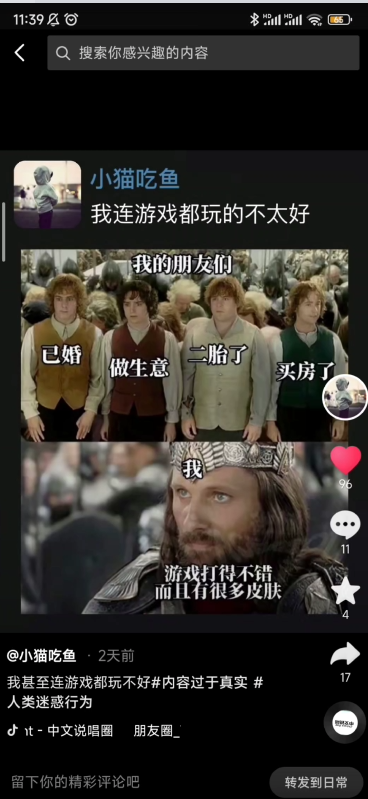 11:39
HD
HD
65
搜索你感兴趣的内容
小猫吃鱼
我连游戏都玩的不太好
我的朋友们
已婚
做生意
二胎了
买房了
我
游戏打得不错
而且有很多皮肤
96
11
4
17
@小猫吃鱼 · 2天前
我甚至连游戏都玩不好#内容过于真实 #
人类迷惑行为
ıt - 中文说唱圈 朋友圈_
留下你的精彩评论吧
转发到日常